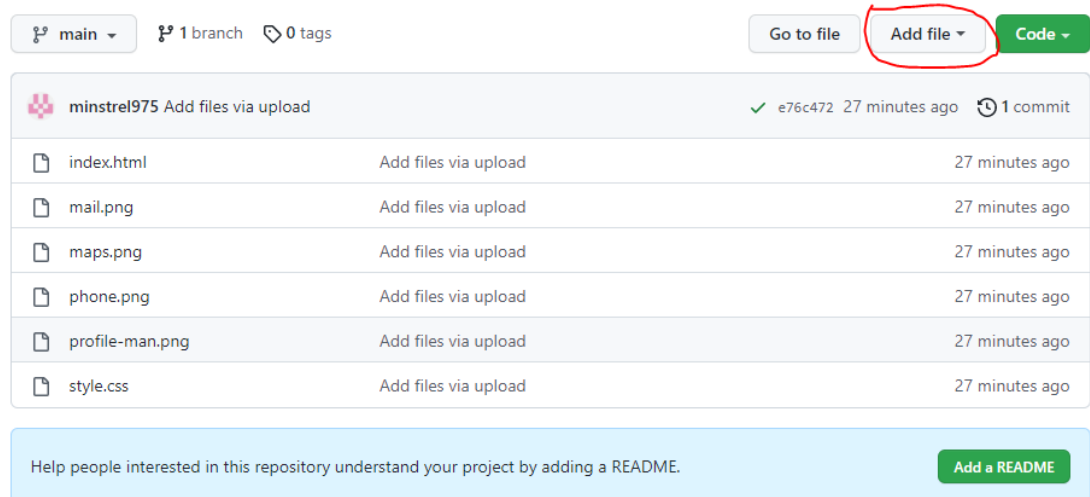 main 1 branch 0 tags Go to file Add file Code
minstrel975 Add files via upload e76c472 27 minutes ago 1 commit
index.html Add files via upload 27 minutes ago
mail.png Add files via upload 27 minutes ago
maps.png Add files via upload 27 minutes ago
phone.png Add files via upload 27 minutes ago
profile-man.png Add files via upload 27 minutes ago
style.css Add files via upload 27 minutes ago
Help people interested in this repository understand your project by adding a README. Add a README